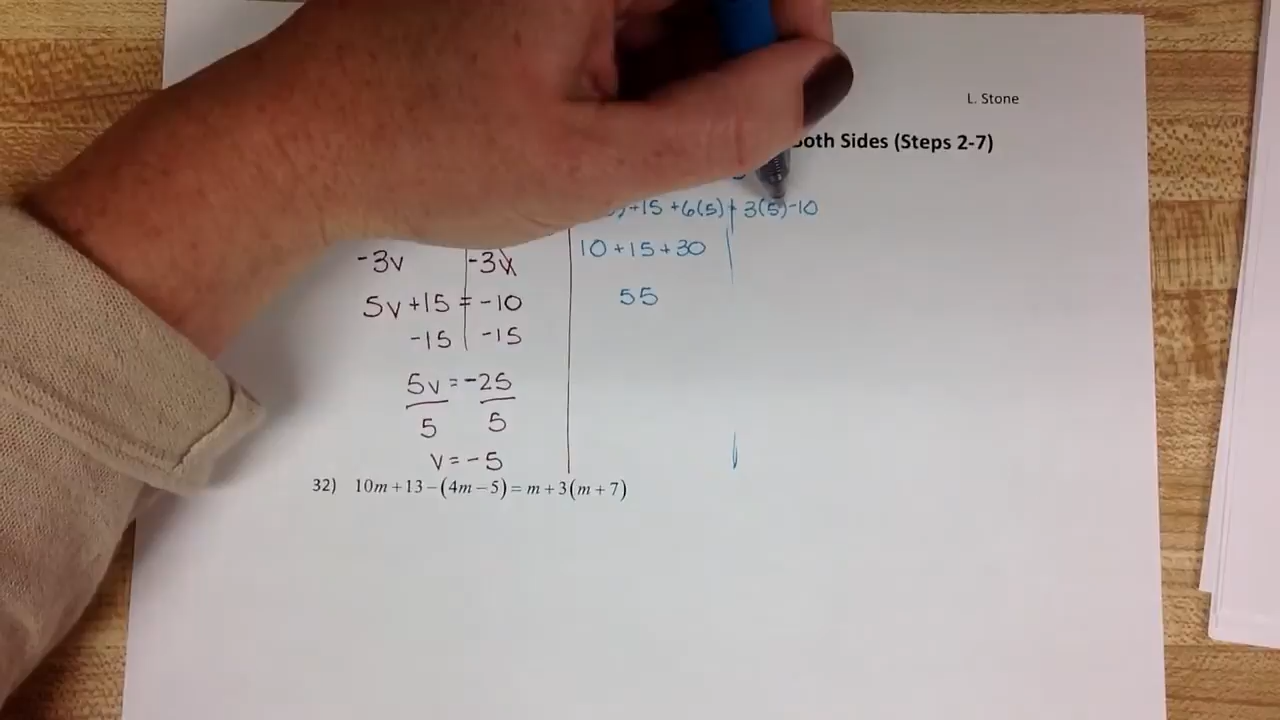 L. Stone
Both Sides (Steps 2-7)
+15 +6(5) + 3(5)-10
-3v -3v 10+15+30
5v+15 = -10 55
-15 -15
5v = -25
5 5
v = -5
32) 10m+13-(4m-5)=m+3(m+7)